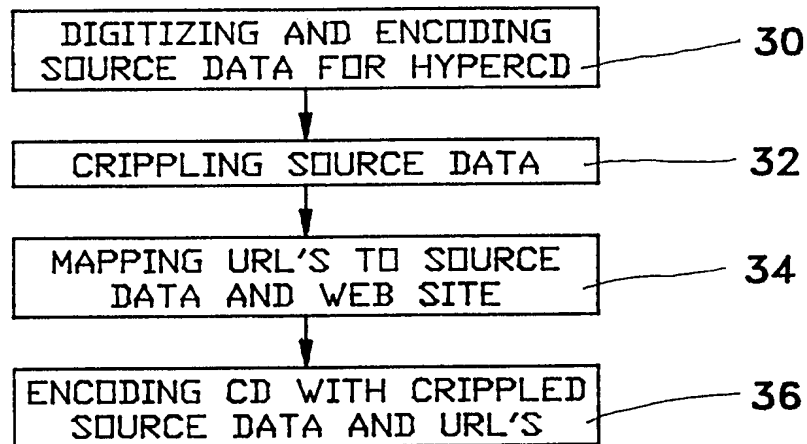 DIGITIZING AND ENCODING
SOURCE DATA FOR HYPERCD
30
CRIPPLING SOURCE DATA
32
MAPPING URL'S TO SOURCE
DATA AND WEB SITE
34
ENCODING CD WITH CRIPPLED
SOURCE DATA AND URL'S
36